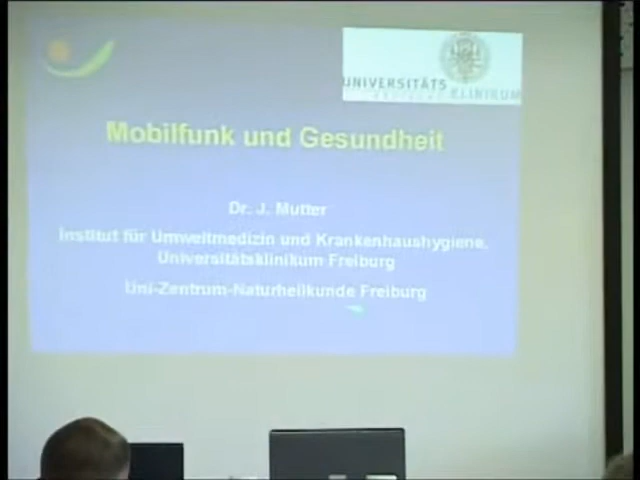 UNIVERSITÄTS
KLINIKUM
Mobilfunk und Gesundheit
Dr. J. Mutter
Institut für Umweltmedizin und Krankenhaushygiene,
Universitätsklinikum Freiburg
Uni-Zentrum-Naturheilkunde Freiburg